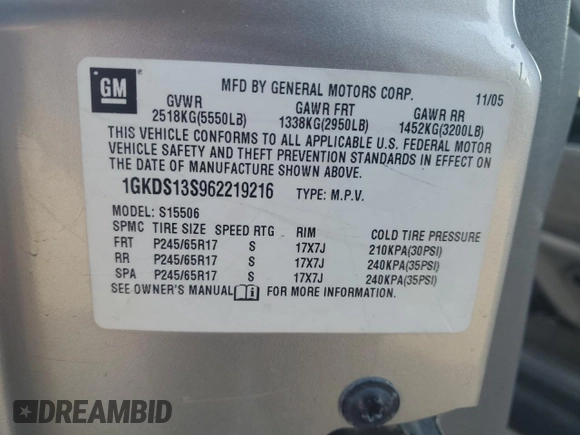 GM
MFD BY GENERAL MOTORS CORP. 11/05
GVWR GAWR FRT GAWR RR
2518KG(5550LB) 1338KG(2950LB) 1452KG(3200LB)
THIS VEHICLE CONFORMS TO ALL APPLICABLE U.S. FEDERAL MOTOR
VEHICLE SAFETY AND THEFT PREVENTION STANDARDS IN EFFECT ON
THE DATE OF MANUFACTURE SHOWN ABOVE.
1GKDS13S962219216 TYPE: M.P.V.
MODEL: S15506
SPMC TIRE SIZE SPEED RTG RIM COLD TIRE PRESSURE
FRT P245/65R17 S 17X7J 210KPA(30PSI)
RR P245/65R17 S 17X7J 240KPA(35PSI)
SPA P245/65R17 S 17X7J 240KPA(35PSI)
SEE OWNER'S MANUAL i FOR MORE INFORMATION.
DREAMBID